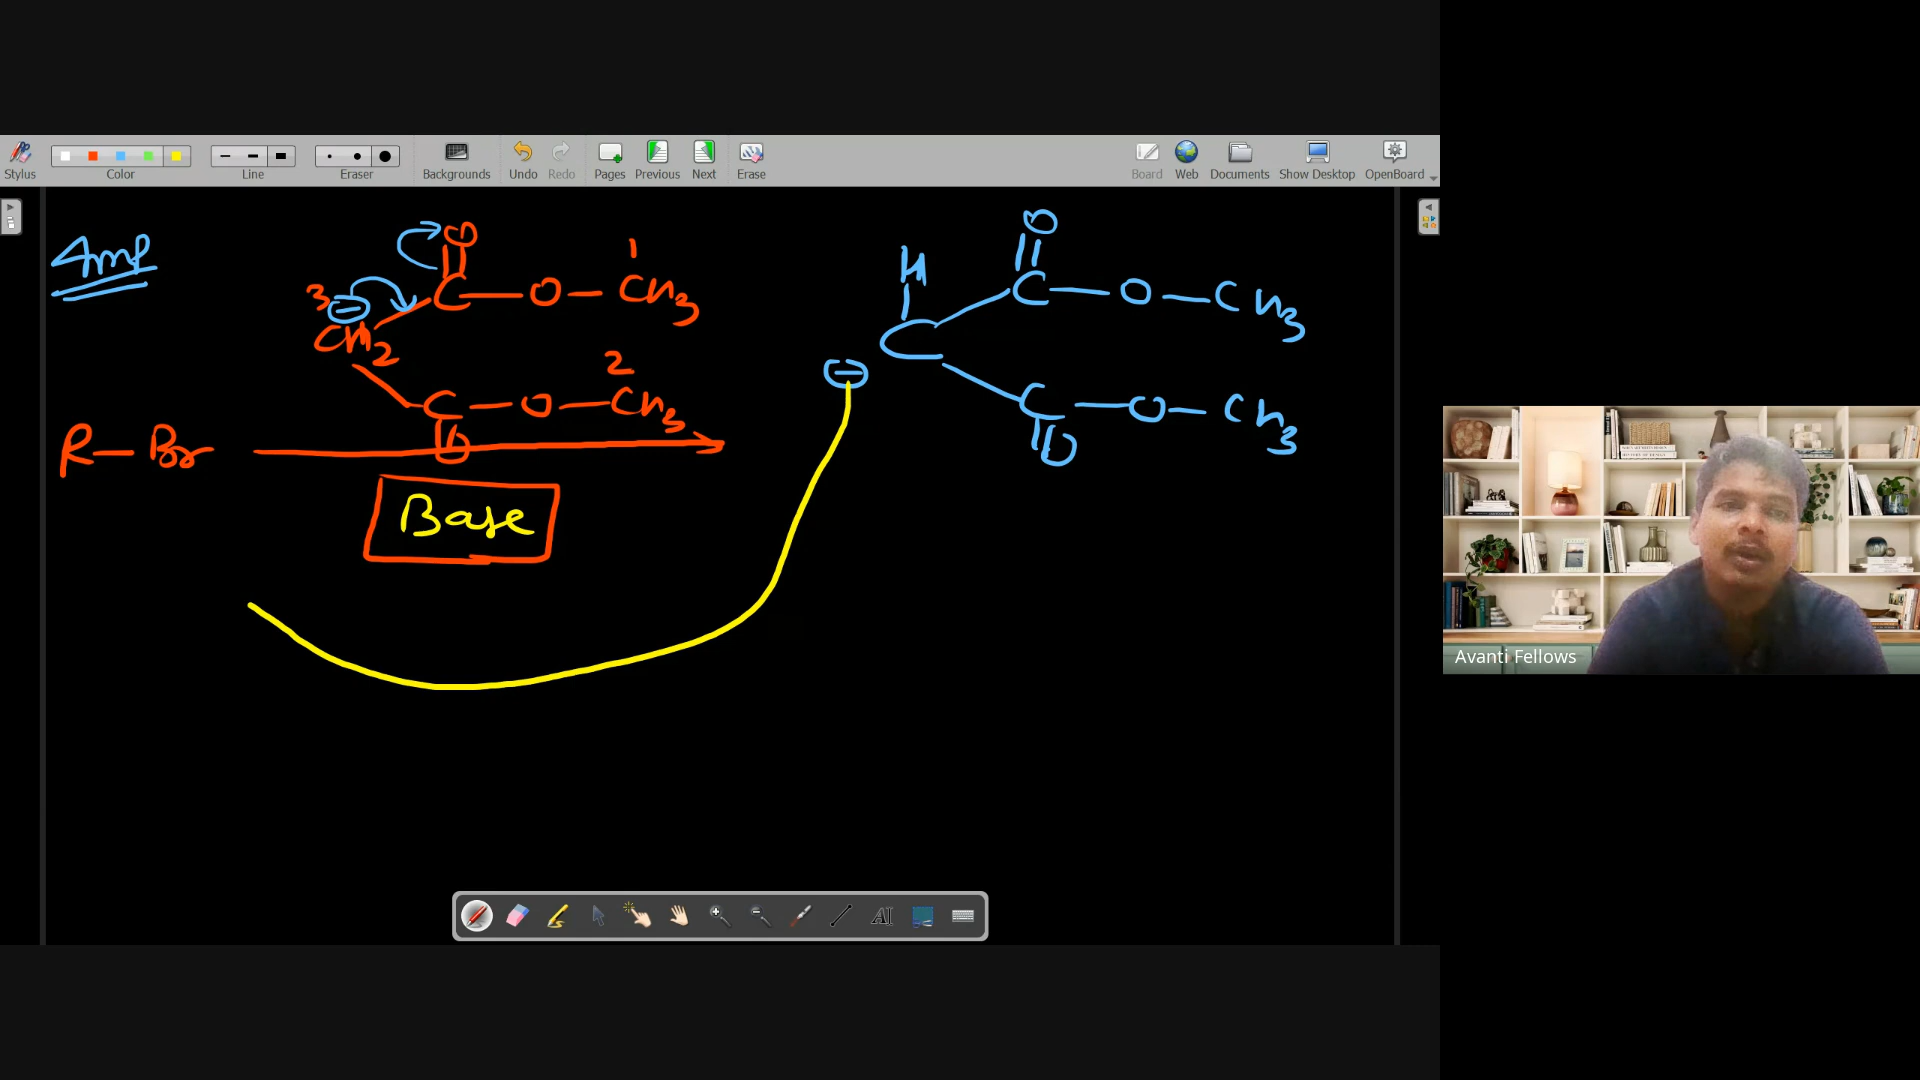 Stylus Color Line Eraser Backgrounds Undo Redo Pages Previous Next Erase Board Web Documents Show Desktop OpenBoard
Amp
O
1
C — O — CH3
3 ⊖
CH2
2
C — O — CH3
O
R — Br
Base
O
H
C — O — CH3
C
⊖
C — O — CH3
O
Avanti Fellows